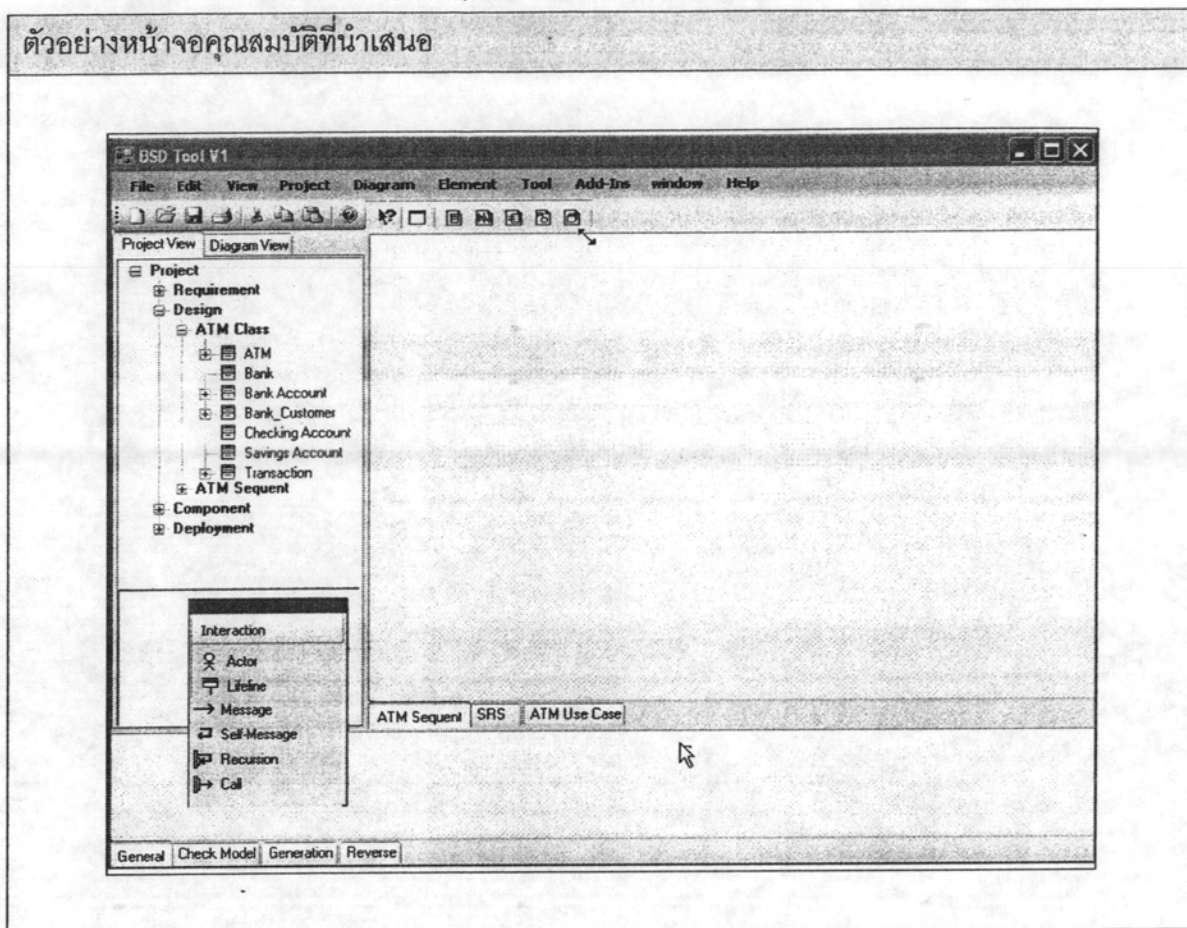 ตัวอย่างหน้าจอคุณสมบัติที่นำเสนอ
BSD Tool V1
File Edit View Project Diagram Element Tool Add-Ins window Help
Project View Diagram View
Project
Requirement
Design
ATM Class
ATM
Bank
Bank Account
Bank_Customer
Checking Account
Savings Account
Transaction
ATM Sequent
Component
Deployment
Interaction
Actor
Lifeline
Message
Self-Message
Recursion
Call
ATM Sequent SRS ATM Use Case
General Check Model Generation Reverse